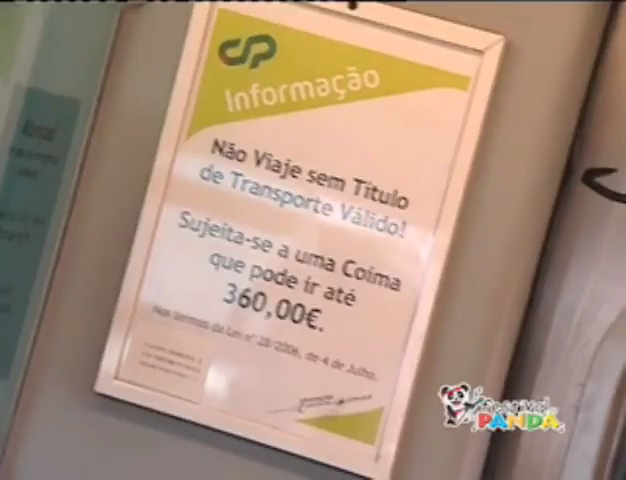 CP
Informação
Não Viaje sem Título
de Transporte Válido!
Sujeita-se a uma Coima
que pode ir até
360,00€.
Nos termos da Lei nº 28/2006, de 4 de Julho.
Festival
PANDA